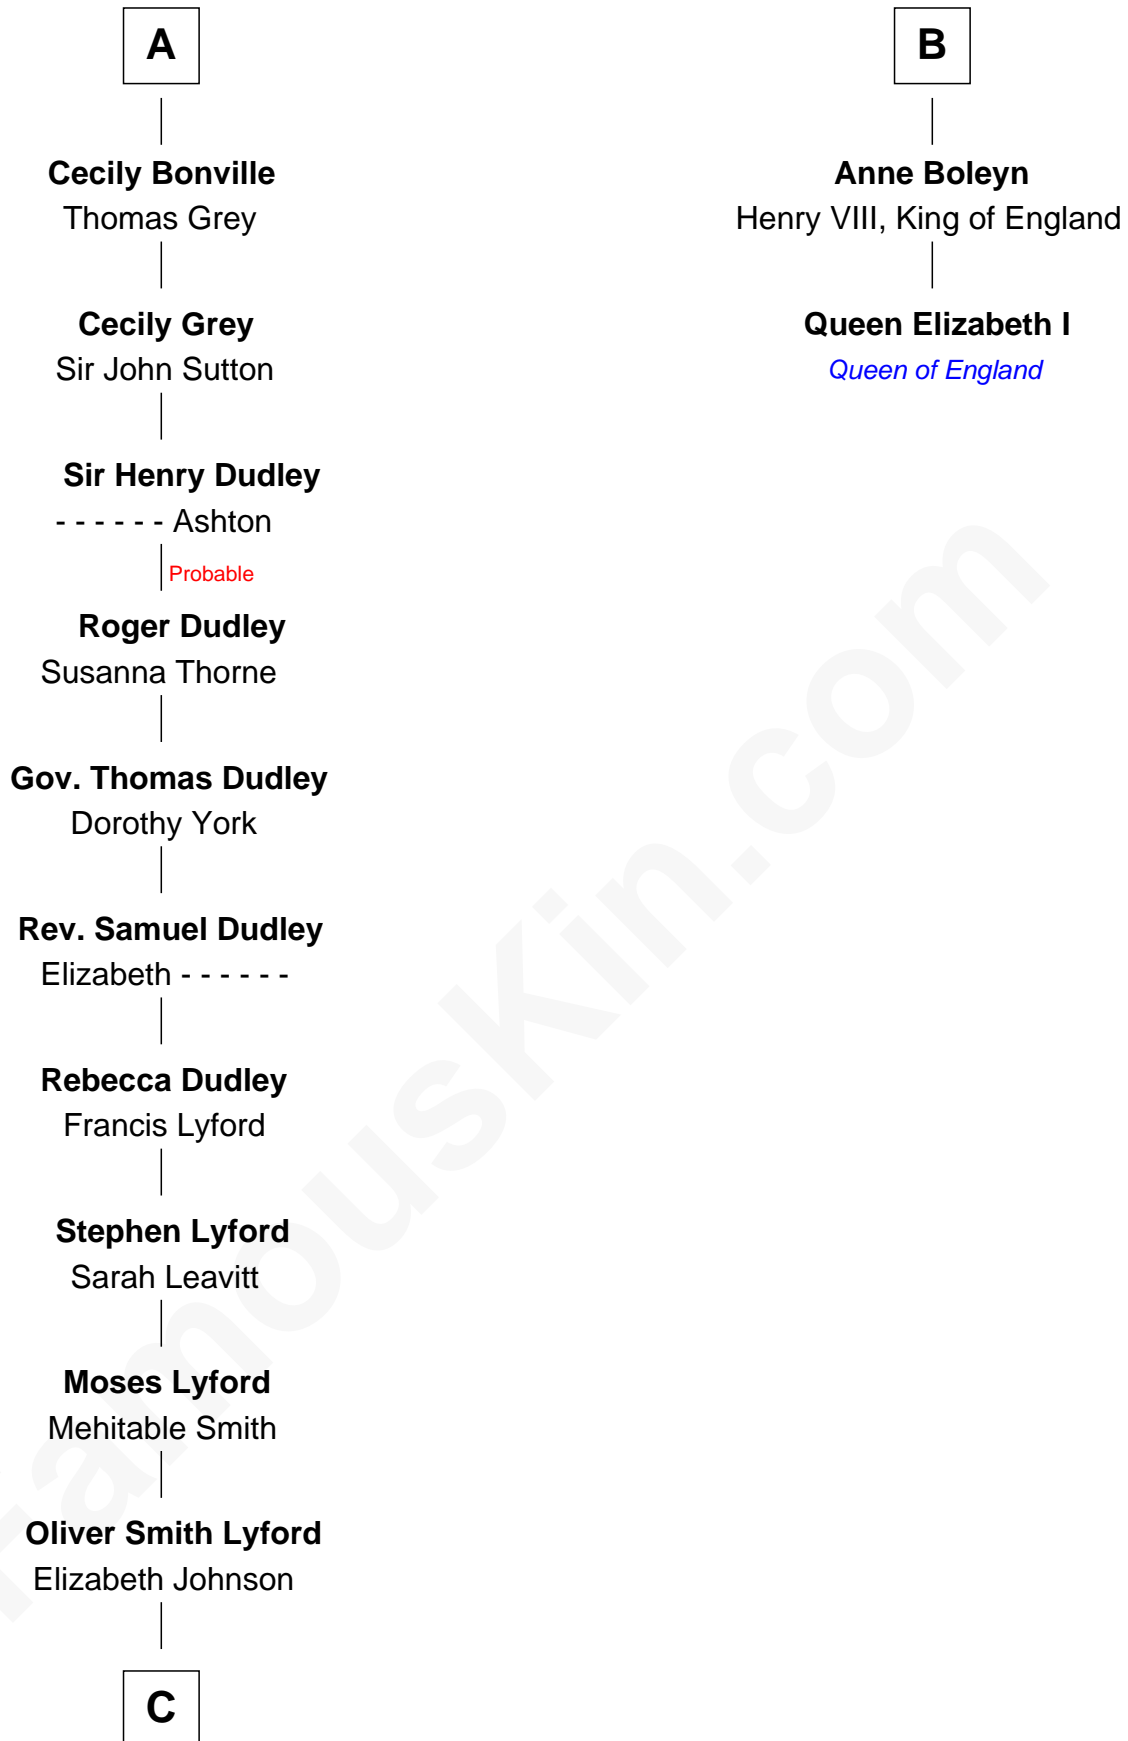 A
Cecily Bonville
Thomas Grey
Cecily Grey
Sir John Sutton
Sir Henry Dudley
- - - - - - Ashton
Probable
Roger Dudley
Susanna Thorne
Gov. Thomas Dudley
Dorothy York
Rev. Samuel Dudley
Elizabeth - - - - - -
Rebecca Dudley
Francis Lyford
Stephen Lyford
Sarah Leavitt
Moses Lyford
Mehitable Smith
Oliver Smith Lyford
Elizabeth Johnson
C
B
Anne Boleyn
Henry VIII, King of England
Queen Elizabeth I
Queen of England
FamousKin.com